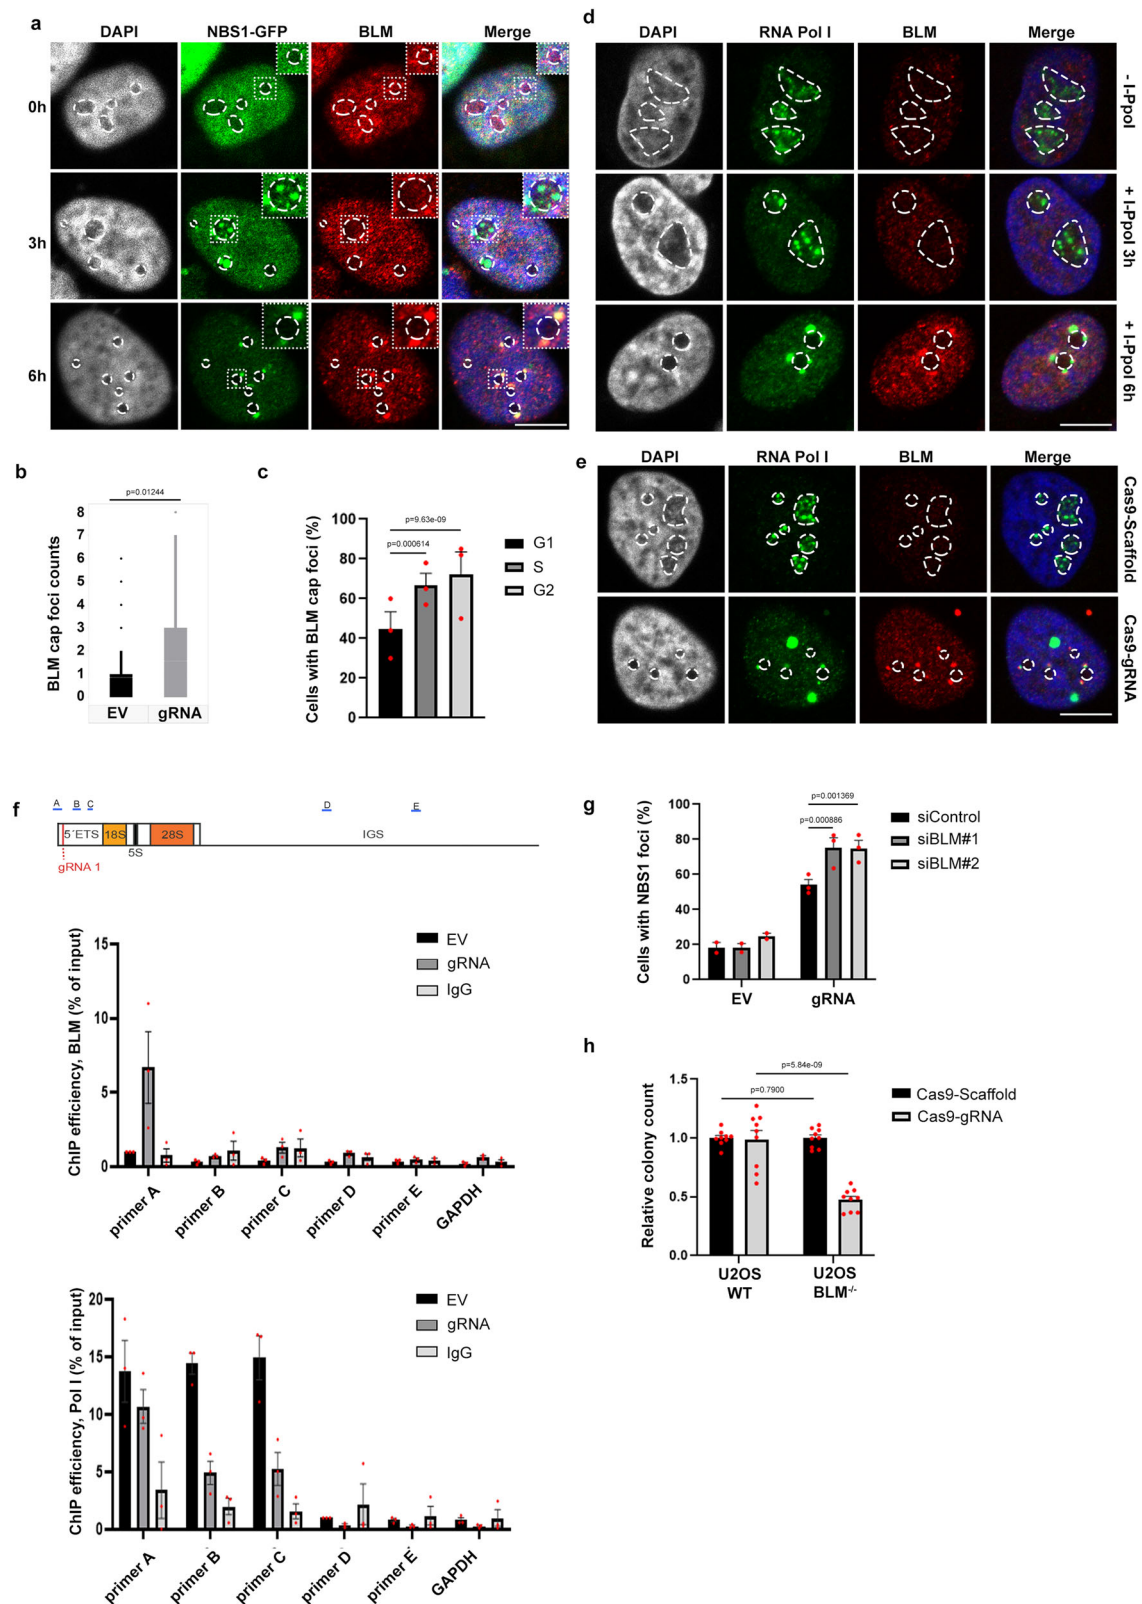 a
DAPI NBS1-GFP BLM Merge
0h
3h
6h
d
DAPI RNA Pol I BLM Merge
- I-PpoI
+ I-PpoI 3h
+ I-PpoI 6h
b
p=0.01244
BLM cap foci counts
8
7
6
5
4
3
2
1
0
EV gRNA
c
Cells with BLM cap foci (%)
100
80
60
40
20
0
p=9.63e-09
p=0.000614
G1
S
G2
e
DAPI RNA Pol I BLM Merge
Cas9-Scaffold
Cas9-gRNA
f
A B C D E
5´ETS 18S 28S IGS
5S
gRNA 1
ChIP efficiency, BLM (% of input)
15
10
5
0
EV
gRNA
IgG
primer A primer B primer C primer D primer E GAPDH
ChIP efficiency, Pol I (% of input)
20
15
10
5
0
EV
gRNA
IgG
primer A primer B primer C primer D primer E GAPDH
g
Cells with NBS1 foci (%)
100
80
60
40
20
0
p=0.001369
p=0.000886
siControl
siBLM#1
siBLM#2
EV gRNA
h
Relative colony count
1.5
1.0
0.5
0.0
p=5.84e-09
p=0.7900
Cas9-Scaffold
Cas9-gRNA
U2OS U2OS
WT BLM-/-